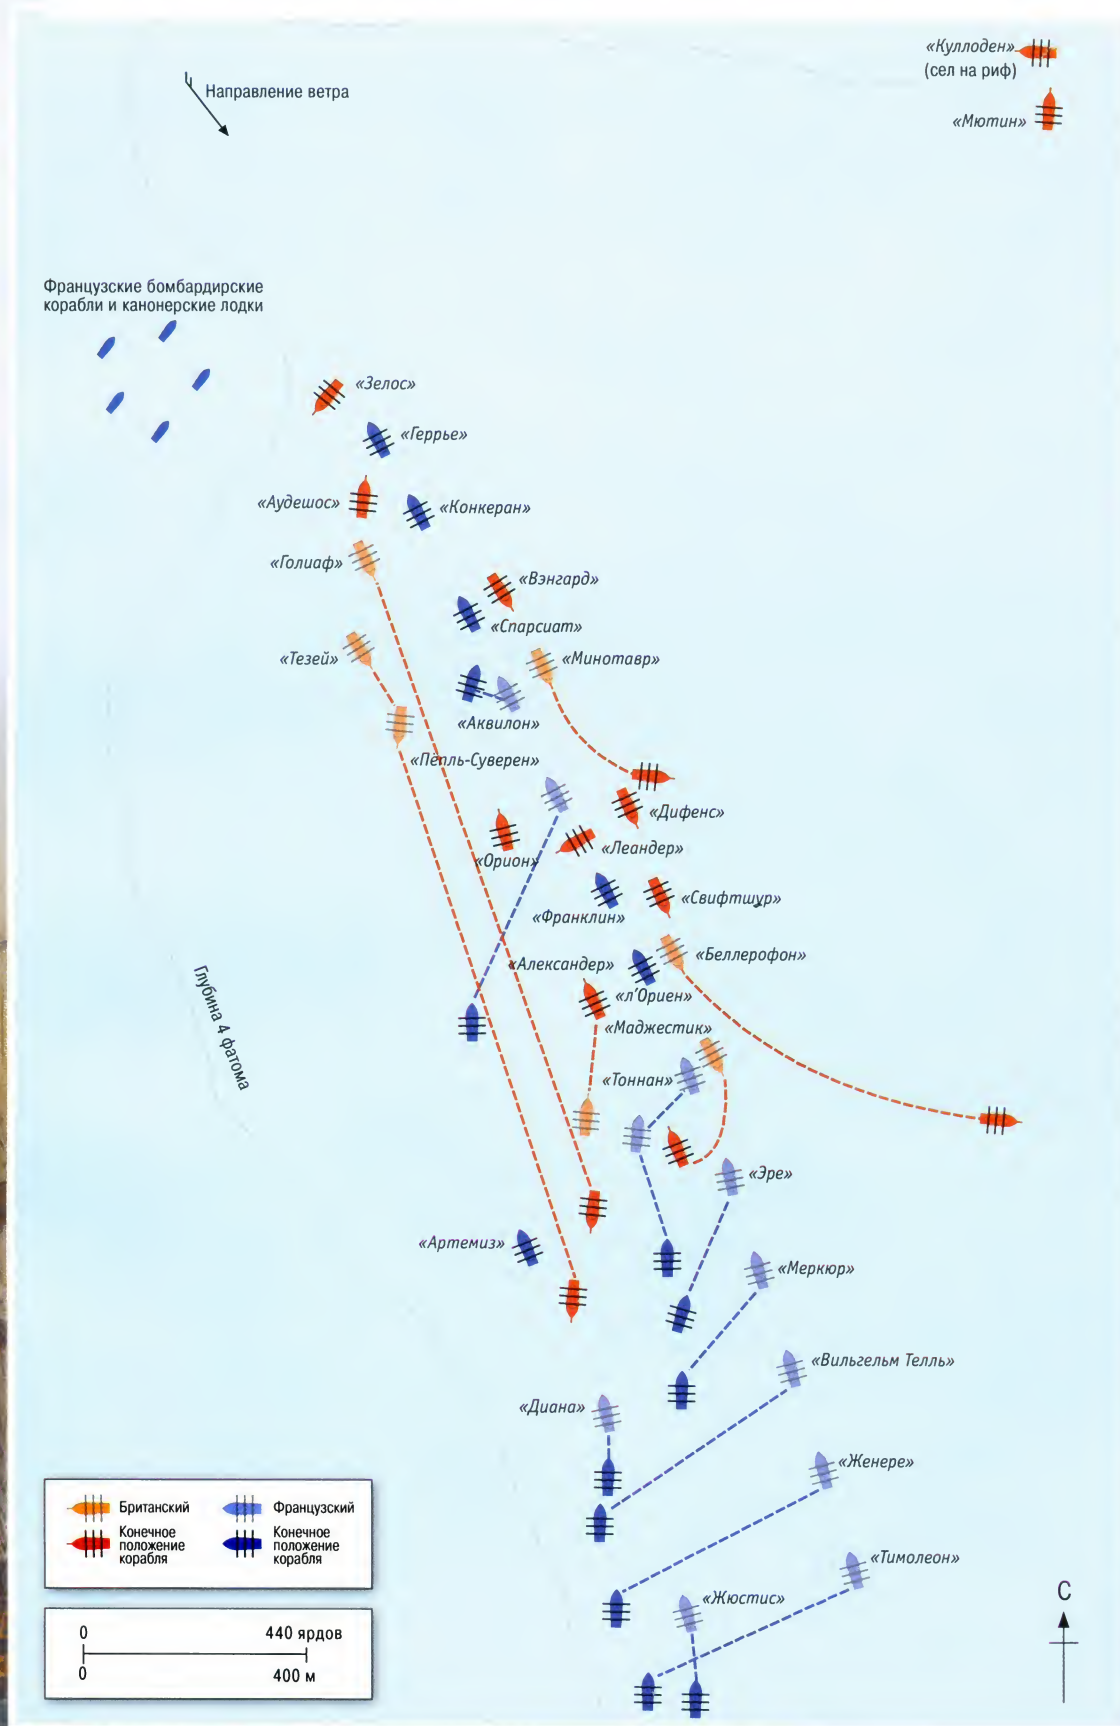 «Куллоден»
(сел на риф)
Направление ветра
«Мютин»
Французские бомбардирские
корабли и канонерские лодки
«Зелос»
«Геррье»
«Аудешос»
«Конкеран»
«Голиаф»
«Вэнгард»
«Спарсиат»
«Тезей»
«Минотавр»
«Аквилон»
«Пёпль-Суверен»
«Дифенс»
«Орион»
«Леандер»
«Франклин»
«Свифтшур»
«Беллерофон»
«Александер»
«л’Ориен»
Глубина 4 фатома
«Маджестик»
«Тоннан»
«Эре»
«Артемиз»
«Меркюр»
«Вильгельм Телль»
«Диана»
«Женере»
«Тимолеон»
«Жюстис»
Британский
Французский
Конечное
положение
корабля
Конечное
положение
корабля
0 440 ярдов
0 400 м
С